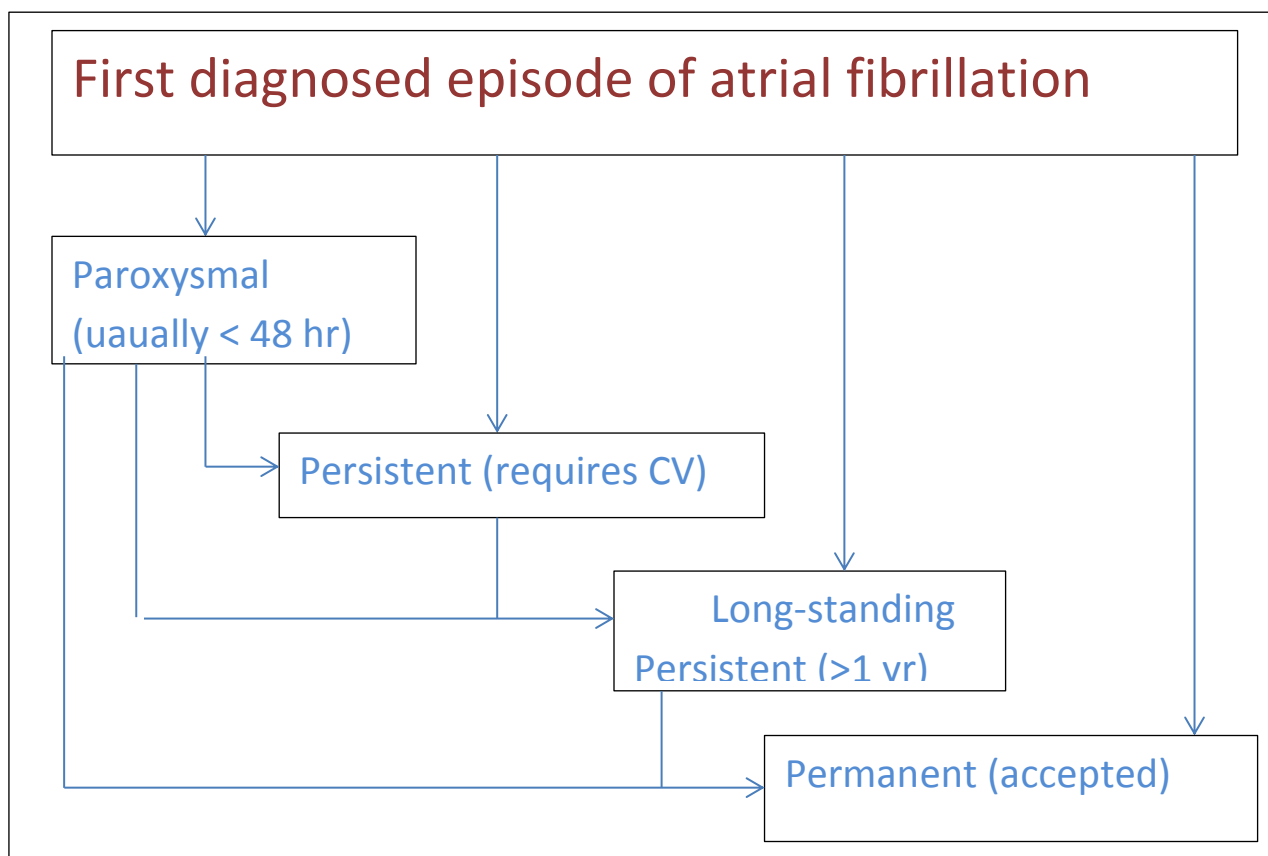 First diagnosed episode of atrial fibrillation
Paroxysmal
(uaually < 48 hr)
Persistent (requires CV)
Long-standing
Persistent (>1 yr)
Permanent (accepted)